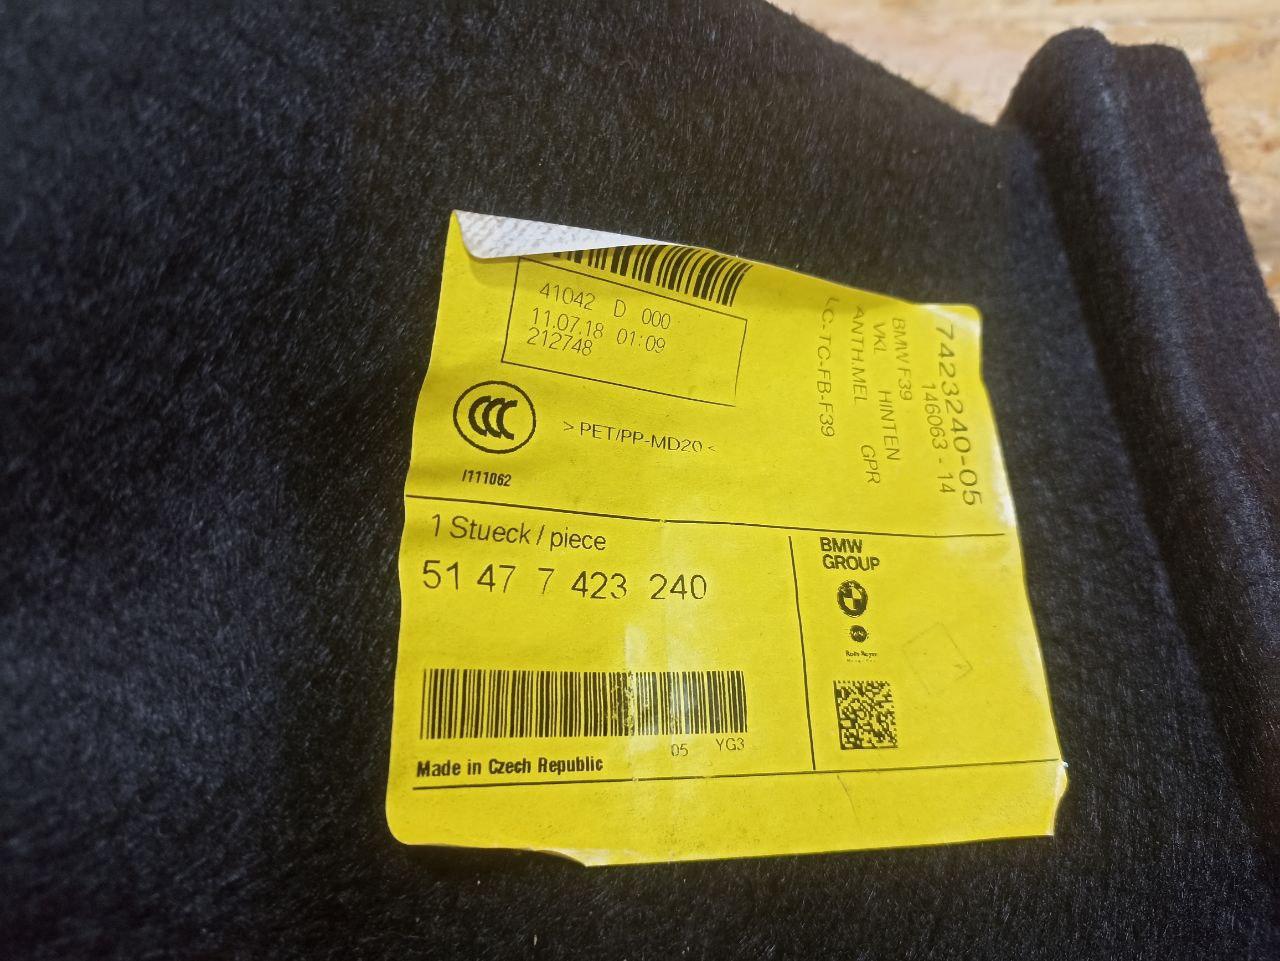 41042 D 000
11.07.18 01:09
212748
CCC
I111062
> PET/PP-MD20 <
7423240-05
146063 - 14
BMW F39
VKL HINTEN
ANTH.MEL GPR
LC-TC-FB-F39
1 Stueck / piece
51 47 7 423 240
05 YG3
Made in Czech Republic
BMW
GROUP